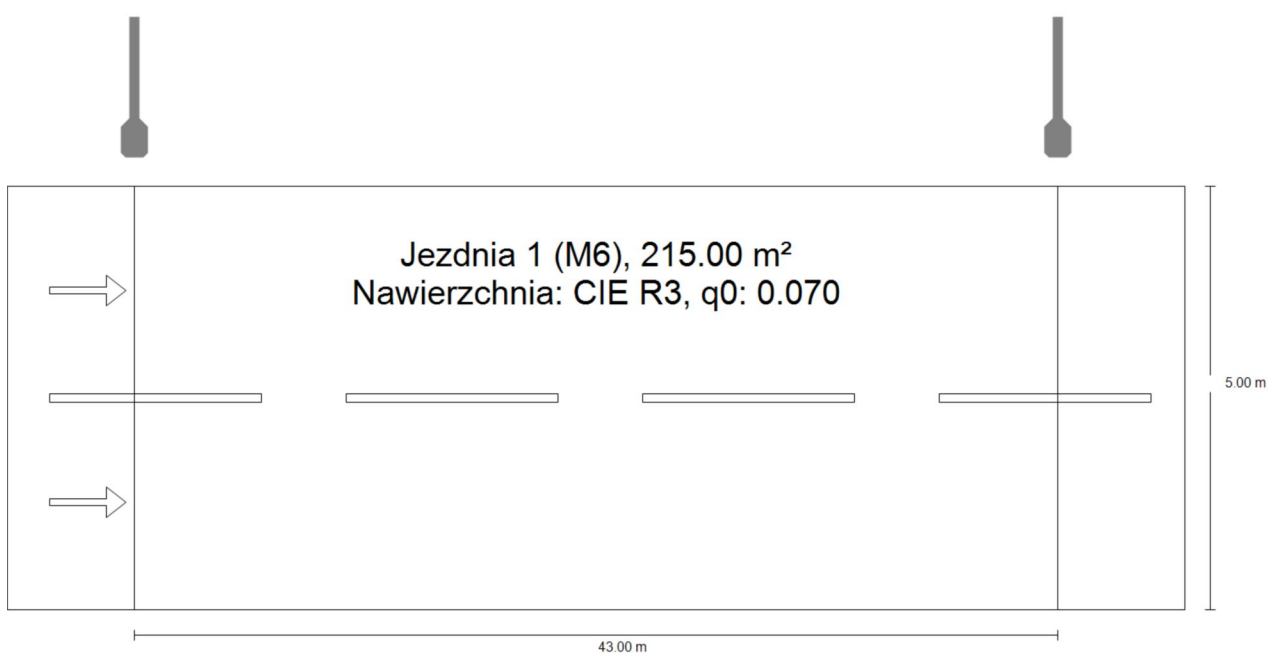 Jezdnia 1 (M6), 215.00 m²
Nawierzchnia: CIE R3, q0: 0.070
5.00 m
43.00 m